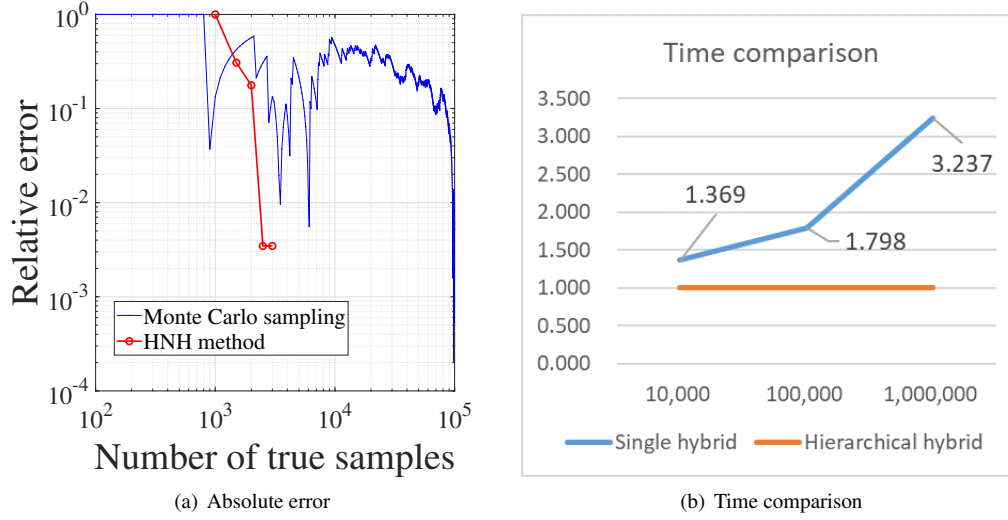 10^0
10^-1
10^-2
10^-3
10^-4
Relative error
Monte Carlo sampling
HNH method
10^2
10^3
10^4
10^5
Number of true samples
(a) Absolute error
Time comparison
3.500
3.000
2.500
2.000
1.500
1.000
0.500
0.000
1.369
1.798
3.237
10,000
100,000
1,000,000
Single hybrid
Hierarchical hybrid
(b) Time comparison